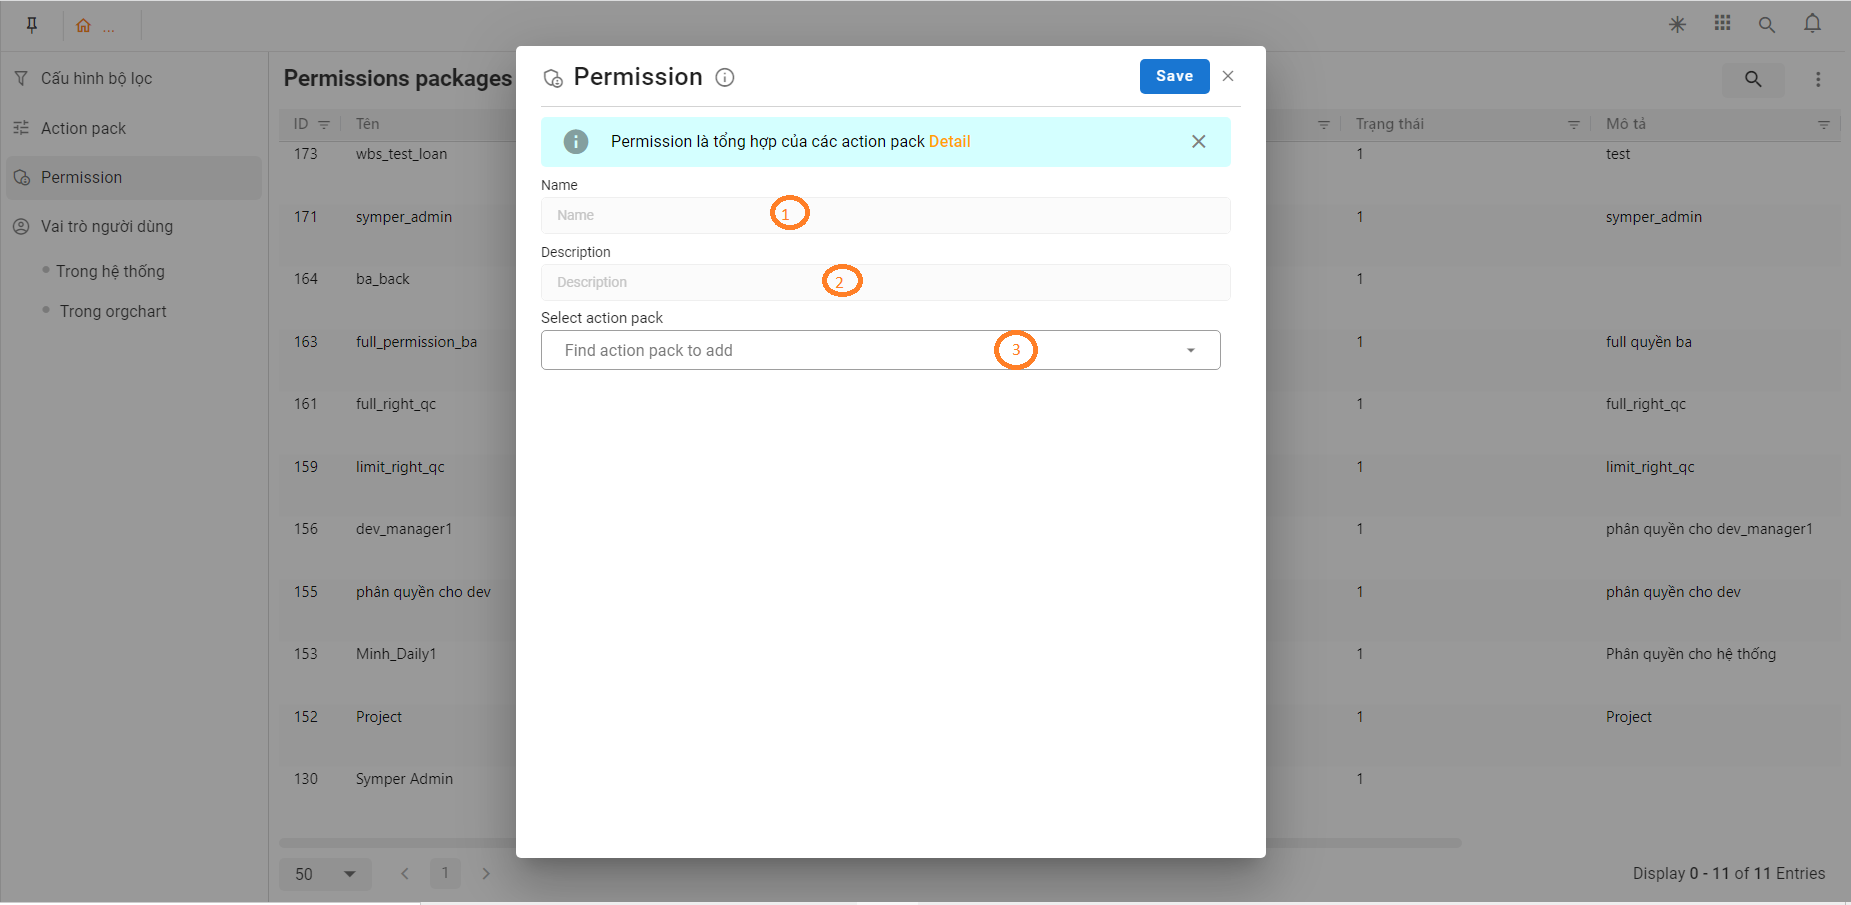 ...
Cấu hình bộ lọc
Action pack
Permission
Vai trò người dùng
Trong hệ thống
Trong orgchart
Permissions packages
ID Tên Trạng thái Mô tả
173 wbs_test_loan 1 test
171 symper_admin 1 symper_admin
164 ba_back 1
163 full_permission_ba 1 full quyền ba
161 full_right_qc 1 full_right_qc
159 limit_right_qc 1 limit_right_qc
156 dev_manager1 1 phân quyền cho dev_manager1
155 phân quyền cho dev 1 phân quyền cho dev
153 Minh_Daily1 1 Phân quyền cho hệ thống
152 Project 1 Project
130 Symper Admin 1
50 1 Display 0 - 11 of 11 Entries
Permission Save
Permission là tổng hợp của các action pack Detail
Name
Name 1
Description
Description 2
Select action pack
Find action pack to add 3